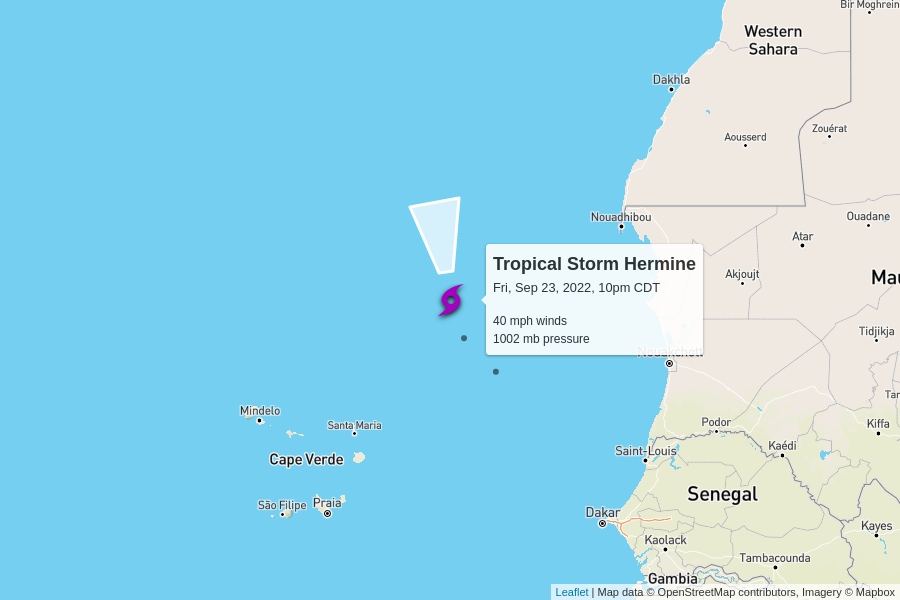 Bir Moghrein
Western
Sahara
Dakhla
Zouérat
Aousserd
Nouadhibou
Ouadane
Atar
Tropical Storm Hermine
Akjoujt
Fri, Sep 23, 2022, 10pm CDT
40 mph winds
1002 mb pressure
Tidjikja
Nouakchott
Mindelo
Santa Maria
Podor
Kiffa
Cape Verde
Saint-Louis
Kaédi
Senegal
São Filipe
Praia
Dakar
Kayes
Kaolack
Tambacounda
Gambia
Leaflet | Map data © OpenStreetMap contributors, Imagery © Mapbox